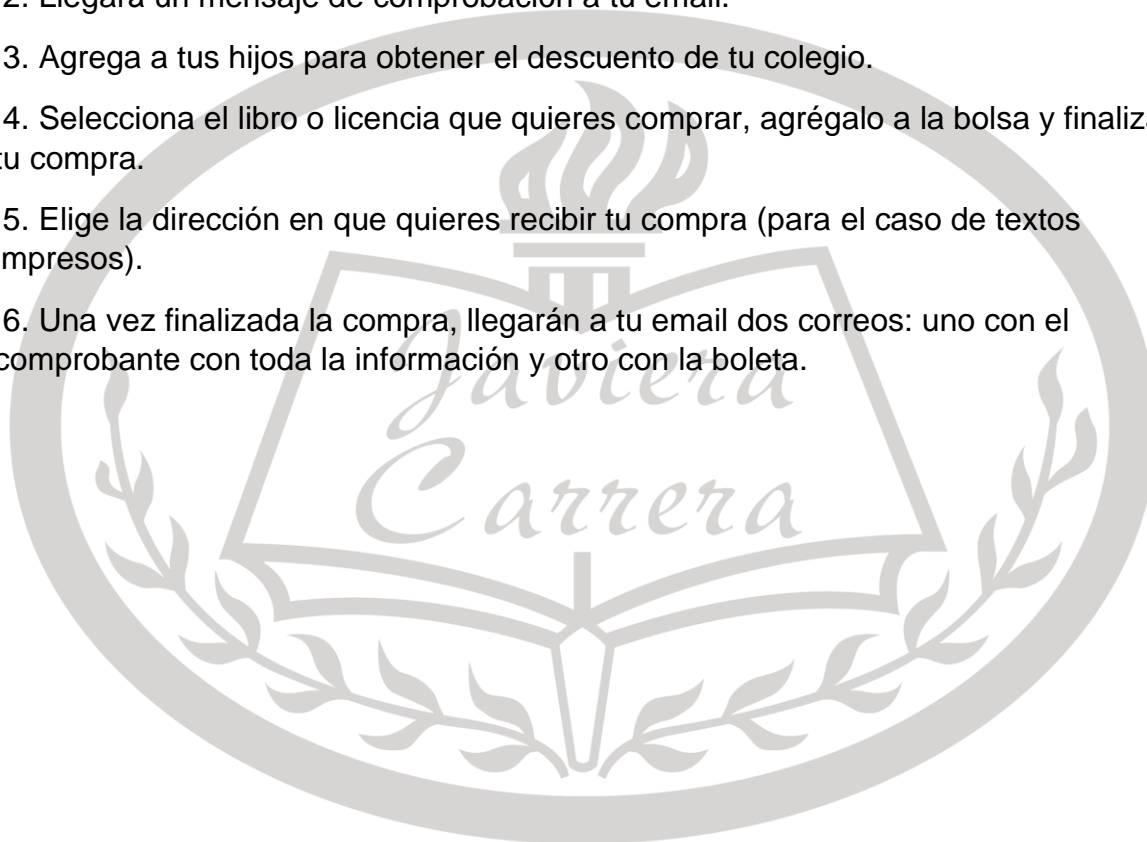 2. Llegará un mensaje de comprobación a tu email.
3. Agrega a tus hijos para obtener el descuento de tu colegio.
4. Selecciona el libro o licencia que quieres comprar, agrégalo a la bolsa y finaliza
tu compra.
5. Elige la dirección en que quieres recibir tu compra (para el caso de textos
impresos).
6. Una vez finalizada la compra, llegarán a tu email dos correos: uno con el
comprobante con toda la información y otro con la boleta.
Javiera
Carrera